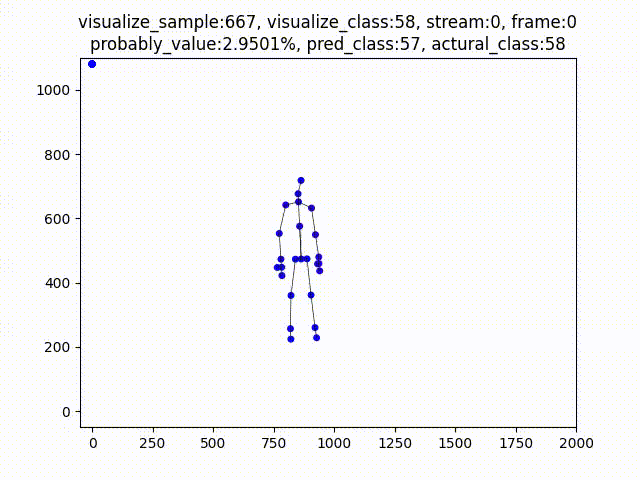 visualize_sample:667, visualize_class:58, stream:0, frame:0
probably_value:2.9501%, pred_class:57, actural_class:58
1000
800
600
400
200
0
0 250 500 750 1000 1250 1500 1750 2000